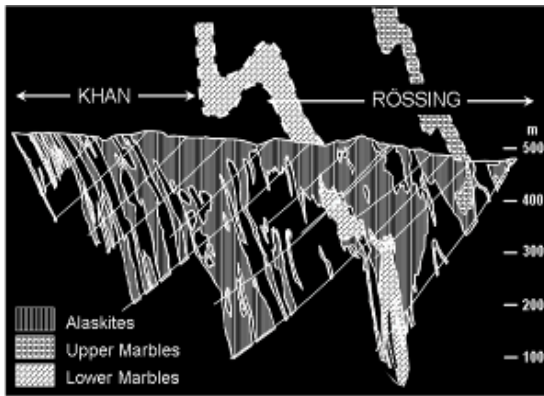 KHAN
RÖSSING
m
500
400
300
200
100
Alaskites
Upper Marbles
Lower Marbles